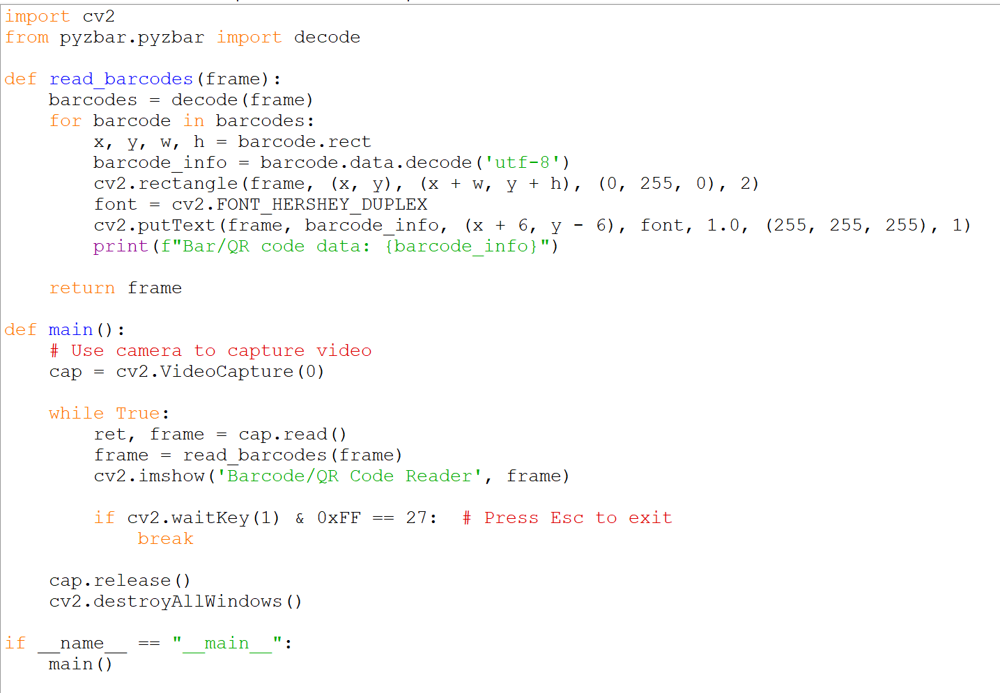 import cv2
from pyzbar.pyzbar import decode

def read_barcodes(frame):
    barcodes = decode(frame)
    for barcode in barcodes:
        x, y, w, h = barcode.rect
        barcode_info = barcode.data.decode('utf-8')
        cv2.rectangle(frame, (x, y), (x + w, y + h), (0, 255, 0), 2)
        font = cv2.FONT_HERSHEY_DUPLEX
        cv2.putText(frame, barcode_info, (x + 6, y - 6), font, 1.0, (255, 255, 255), 1)
        print(f"Bar/QR code data: {barcode_info}")

    return frame

def main():
    # Use camera to capture video
    cap = cv2.VideoCapture(0)

    while True:
        ret, frame = cap.read()
        frame = read_barcodes(frame)
        cv2.imshow('Barcode/QR Code Reader', frame)

        if cv2.waitKey(1) & 0xFF == 27:  # Press Esc to exit
            break

    cap.release()
    cv2.destroyAllWindows()

if __name__ == "__main__":
    main()